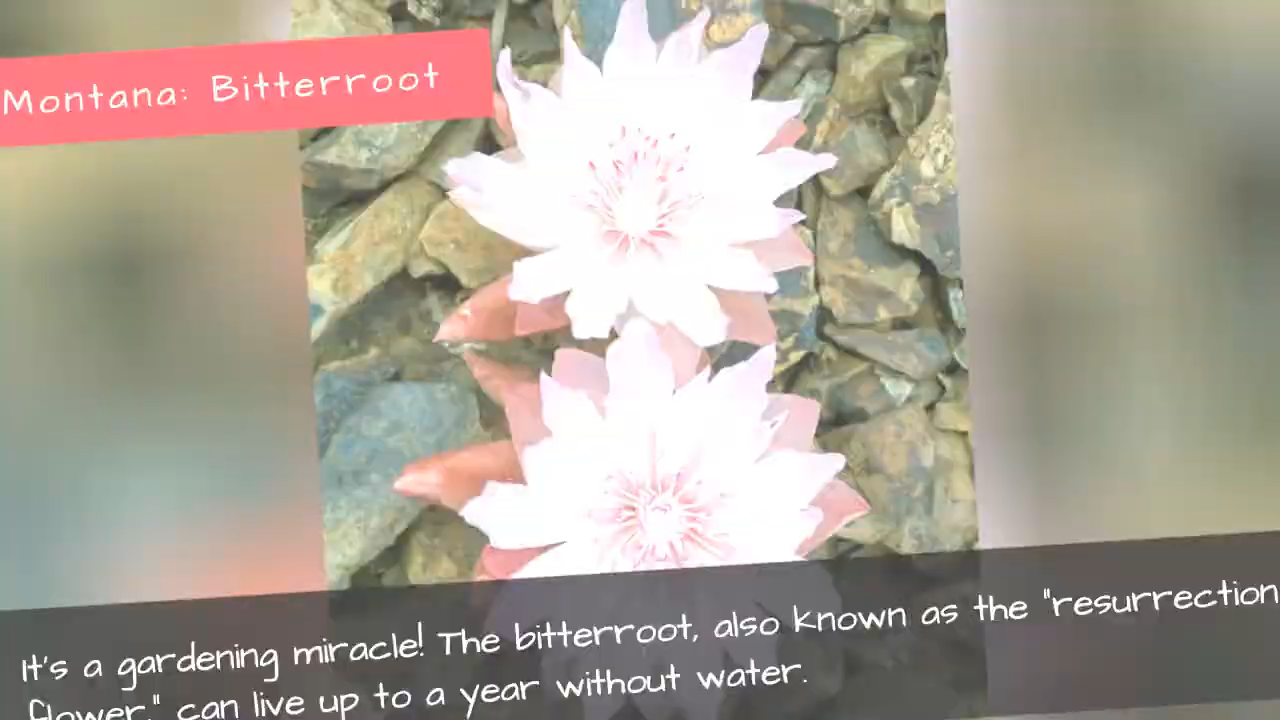 Montana: Bitterroot
It's a gardening miracle! The bitterroot, also known as the "resurrection
flower," can live up to a year without water.